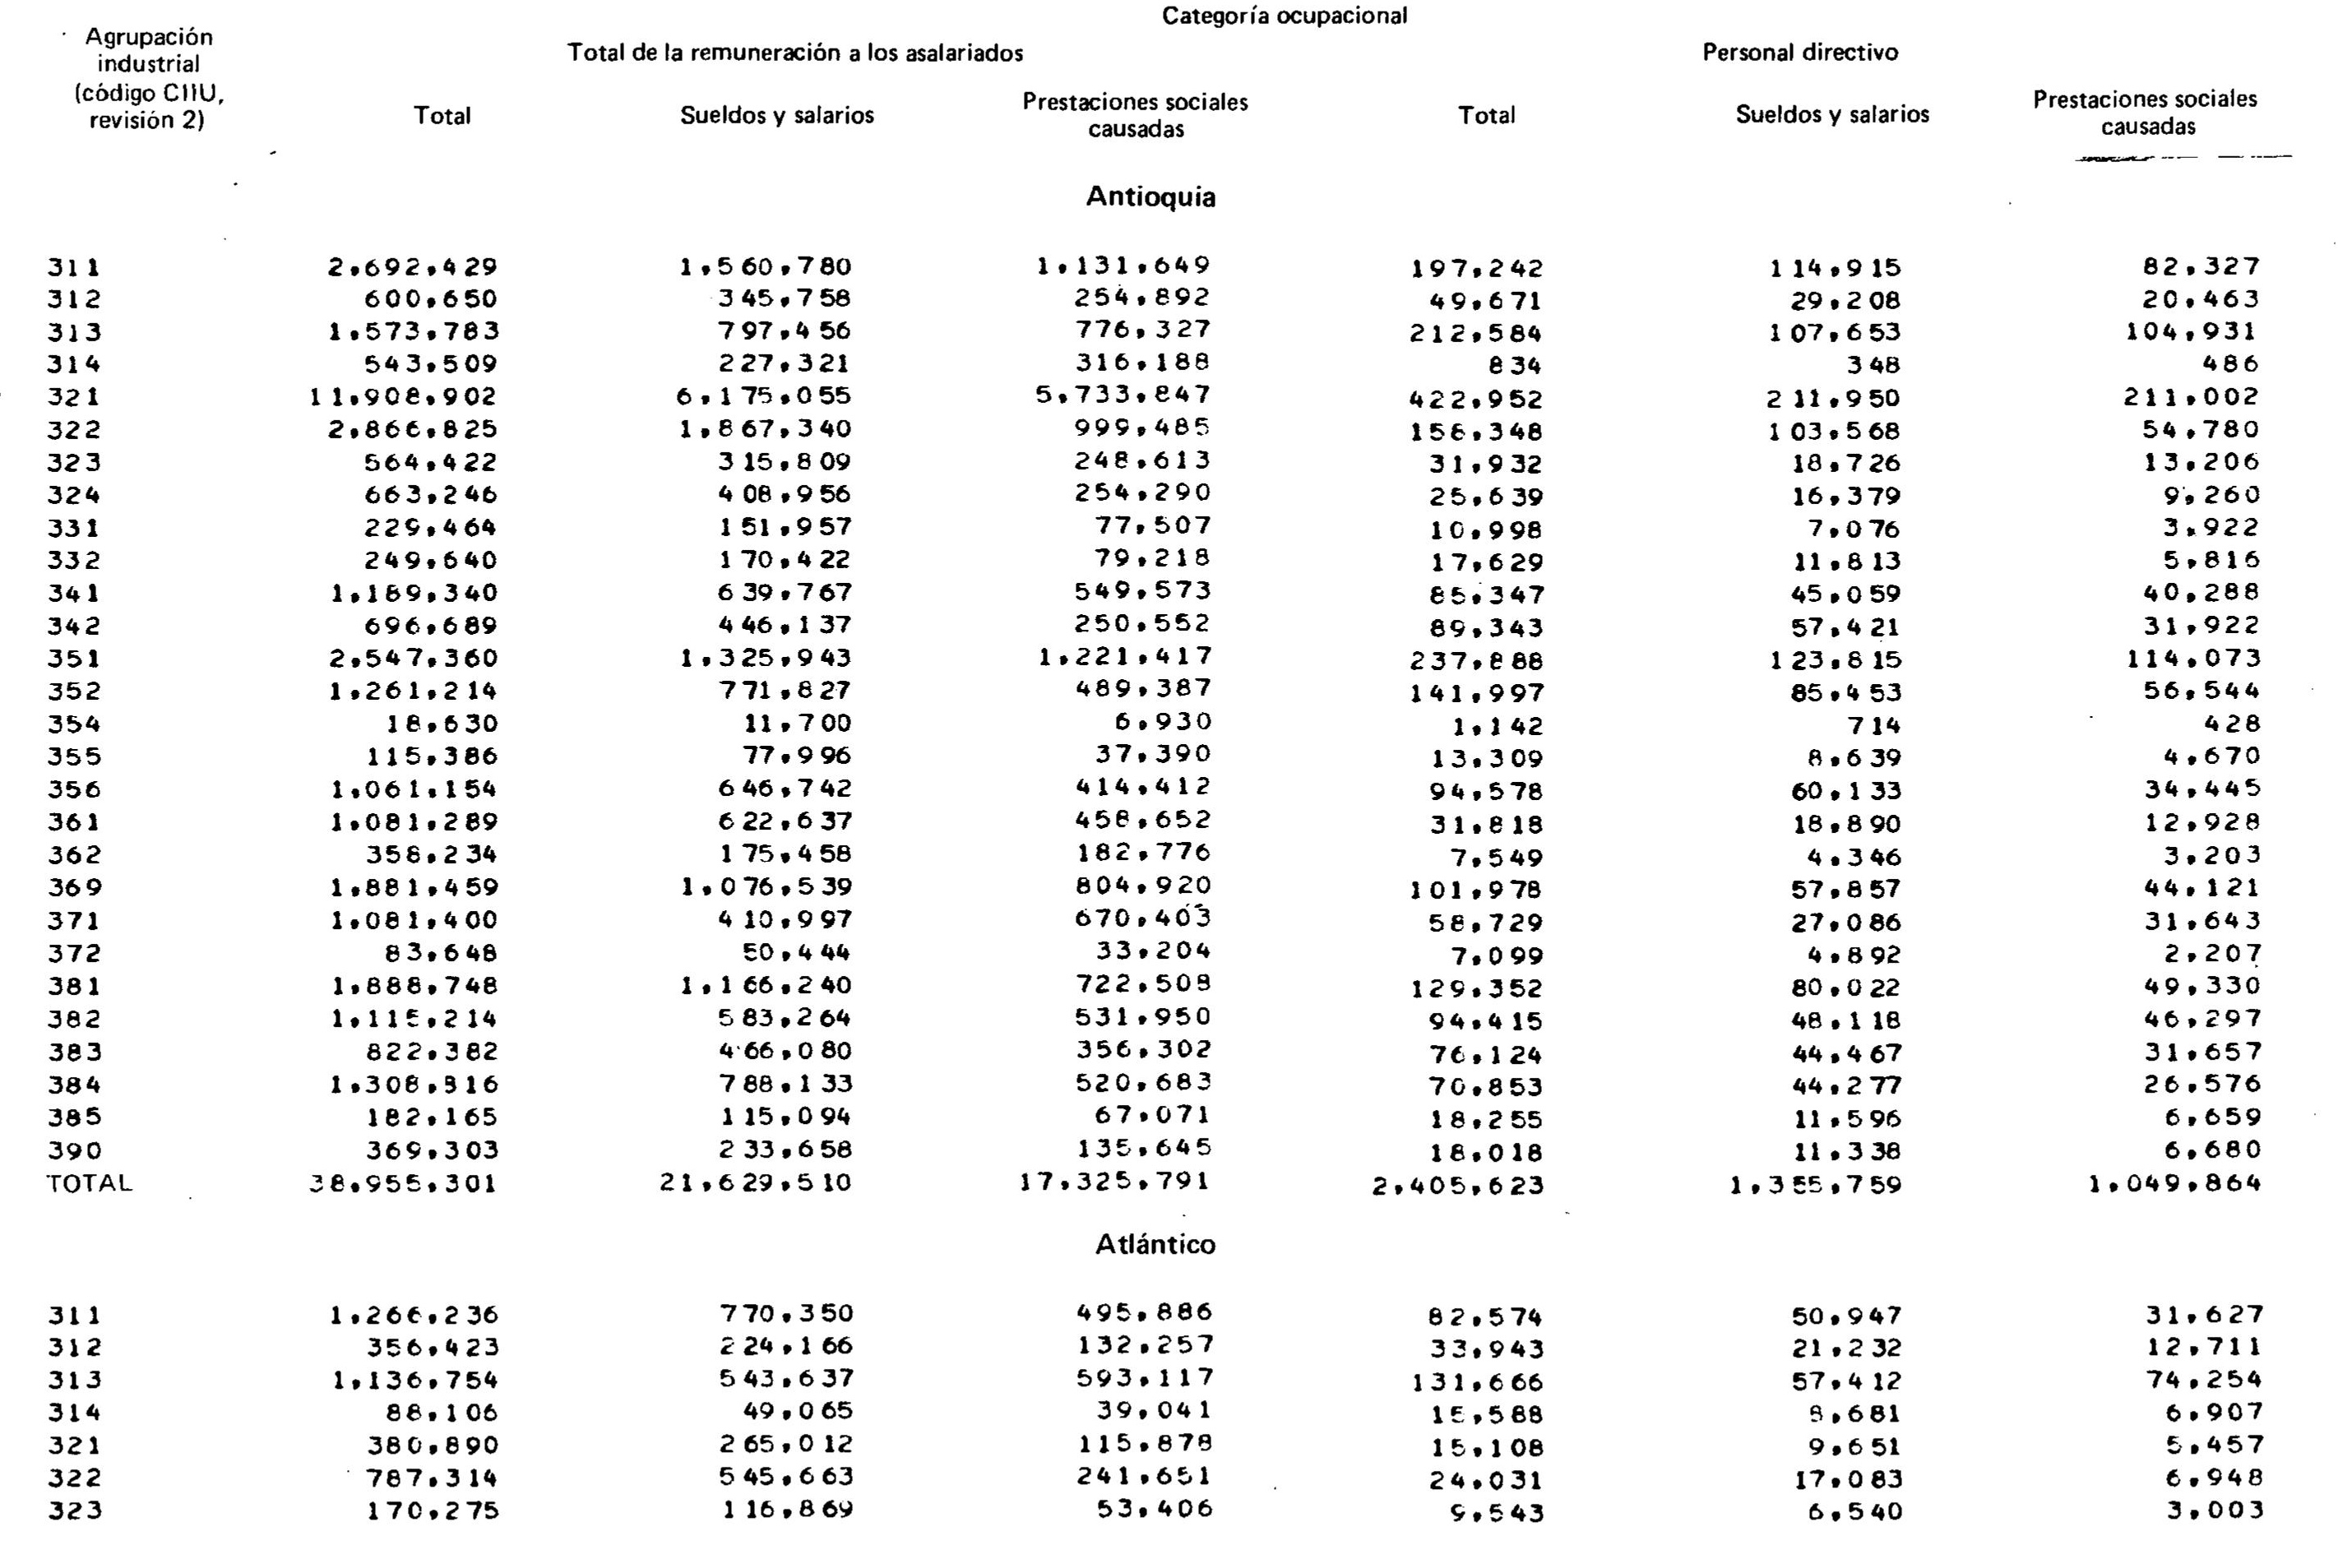 Categoría ocupacional
Agrupación industrial (código CIIU, revisión 2)
Total de la remuneración a los asalariados Personal directivo
Total Sueldos y salarios Prestaciones sociales causadas Total Sueldos y salarios Prestaciones sociales causadas
Antioquia
311 2,692,429 1,560,780 1,131,649 197,242 114,915 82,327
312 600,650 345,758 254,892 49,671 29,208 20,463
313 1,573,783 797,456 776,327 212,584 107,653 104,931
314 543,509 227,321 316,188 834 348 486
321 11,908,902 6,175,055 5,733,847 422,952 211,950 211,002
322 2,866,825 1,867,340 999,485 158,348 103,568 54,780
323 564,422 315,809 248,613 31,932 18,726 13,206
324 663,246 408,956 254,290 25,639 16,379 9,260
331 229,464 151,957 77,507 10,998 7,076 3,922
332 249,640 170,422 79,218 17,629 11,813 5,816
341 1,189,340 639,767 549,573 85,347 45,059 40,288
342 696,689 446,137 250,552 89,343 57,421 31,922
351 2,547,360 1,325,943 1,221,417 237,888 123,815 114,073
352 1,261,214 771,827 489,387 141,997 85,453 56,544
354 18,630 11,700 6,930 1,142 714 428
355 115,386 77,996 37,390 13,309 8,639 4,670
356 1,061,154 646,742 414,412 94,578 60,133 34,445
361 1,081,289 622,637 458,652 31,818 18,890 12,928
362 358,234 175,458 182,776 7,549 4,346 3,203
369 1,881,459 1,076,539 804,920 101,978 57,857 44,121
371 1,081,400 410,997 670,403 58,729 27,086 31,643
372 83,648 50,444 33,204 7,099 4,892 2,207
381 1,888,748 1,166,240 722,508 129,352 80,022 49,330
382 1,115,214 583,264 531,950 94,415 48,118 46,297
383 822,382 466,080 356,302 76,124 44,467 31,657
384 1,308,816 788,133 520,683 70,853 44,277 26,576
385 182,165 115,094 67,071 18,255 11,596 6,659
390 369,303 233,658 135,645 18,018 11,338 6,680
TOTAL 38,955,301 21,629,510 17,325,791 2,405,623 1,355,759 1,049,864
Atlántico
311 1,266,236 770,350 495,886 82,574 50,947 31,627
312 356,423 224,166 132,257 33,943 21,232 12,711
313 1,136,754 543,637 593,117 131,666 57,412 74,254
314 88,106 49,065 39,041 15,588 8,681 6,907
321 380,890 265,012 115,878 15,108 9,651 5,457
322 787,314 545,663 241,651 24,031 17,083 6,948
323 170,275 116,869 53,406 9,543 6,540 3,003